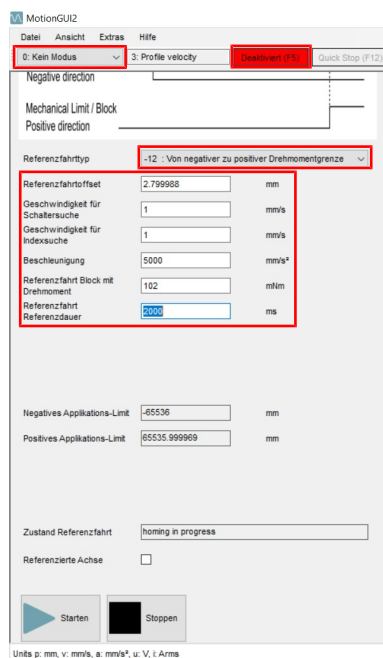 MotionGUI2
Datei Ansicht Extras Hilfe
0: Kein Modus 3: Profile velocity Deaktiviert (F5) Quick Stop (F12)
Negative direction
Mechanical Limit / Block
Positive direction
Referenzfahrttyp -12 : Von negativer zu positiver Drehmomentgrenze
Referenzfahrtoffset 2.799988 mm
Geschwindigkeit für
Schaltersuche 1 mm/s
Geschwindigkeit für
Indexsuche 1 mm/s
Beschleunigung 5000 mm/s²
Referenzfahrt Block mit
Drehmoment 102 mNm
Referenzfahrt
Referenzdauer 2000 ms
Negatives Applikations-Limit -65536 mm
Positives Applikations-Limit 65535.999969 mm
Zustand Referenzfahrt homing in progress
Referenzierte Achse
Starten Stoppen
Units p: mm, v: mm/s, a: mm/s², u: V, i: Arms